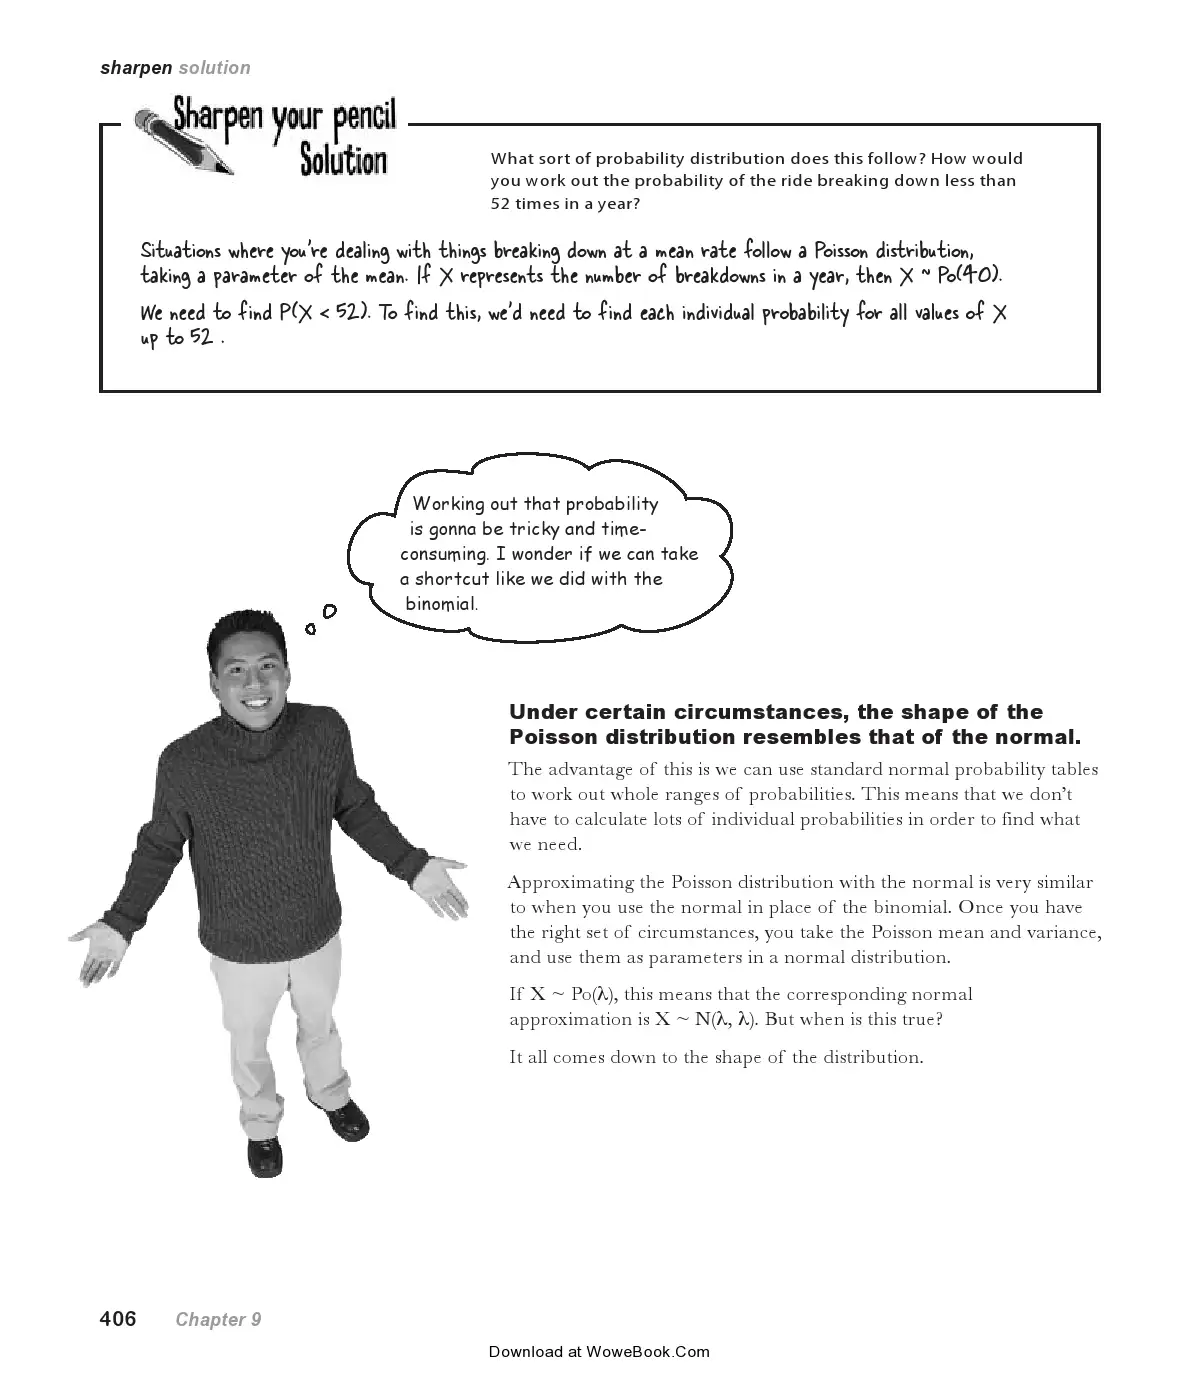 sharpen solution
Sharpen your pencil
Solution
What sort of probability distribution does this follow? How would
you work out the probability of the ride breaking down less than
52 times in a year?
Situations where you're dealing with things breaking down at a mean rate follow a Poisson distribution,
taking a parameter of the mean. If X represents the number of breakdowns in a year, then X ~ Po(40).
We need to find P(X < 52). To find this, we'd need to find each individual probability for all values of X
up to 52 .
Working out that probability
is gonna be tricky and time-
consuming. I wonder if we can take
a shortcut like we did with the
binomial.
Under certain circumstances, the shape of the
Poisson distribution resembles that of the normal.
The advantage of this is we can use standard normal probability tables
to work out whole ranges of probabilities. This means that we don’t
have to calculate lots of individual probabilities in order to find what
we need.
Approximating the Poisson distribution with the normal is very similar
to when you use the normal in place of the binomial. Once you have
the right set of circumstances, you take the Poisson mean and variance,
and use them as parameters in a normal distribution.
If X ~ Po(λ), this means that the corresponding normal
approximation is X ~ N(λ, λ). But when is this true?
It all comes down to the shape of the distribution.
406 Chapter 9
Download at WoweBook.Com